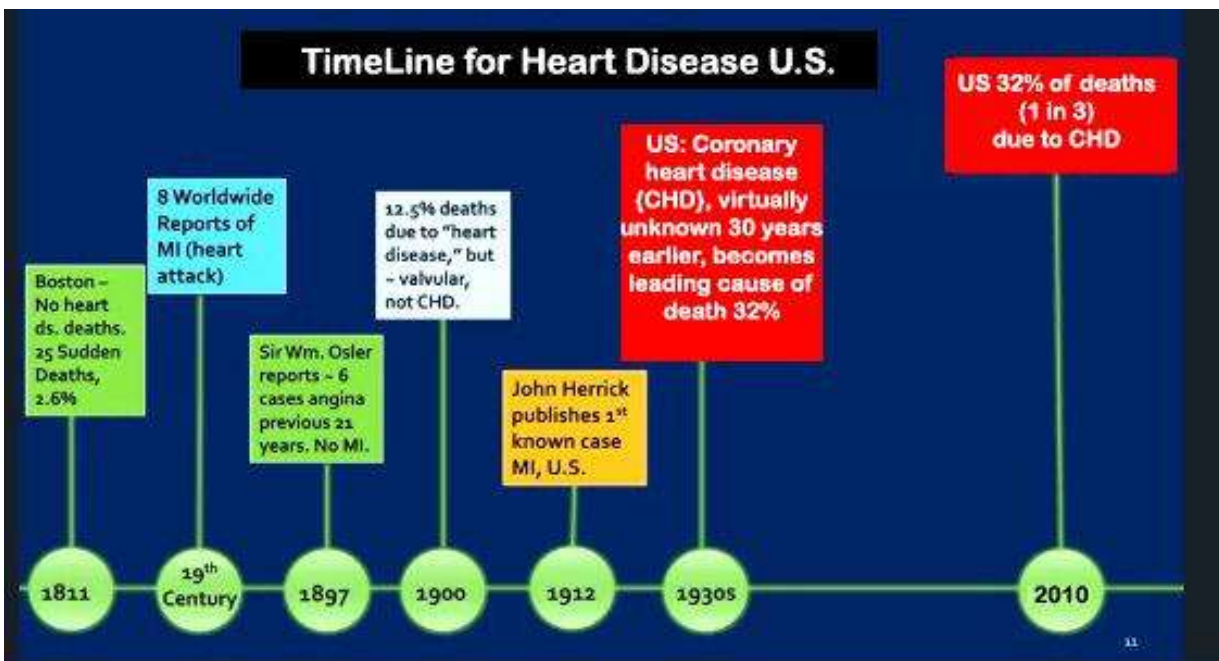 TimeLine for Heart Disease U.S.
Boston –
No heart
ds. deaths.
25 Sudden
Deaths,
2.6%
8 Worldwide
Reports of
MI (heart
attack)
Sir Wm. Osler
reports ~ 6
cases angina
previous 21
years. No MI.
12.5% deaths
due to “heart
disease,” but
~ valvular,
not CHD.
John Herrick
publishes 1st
known case
MI, U.S.
US: Coronary
heart disease
{CHD}, virtually
unknown 30 years
earlier, becomes
leading cause of
death 32%
US 32% of deaths
(1 in 3)
due to CHD
1811
19th
Century
1897
1900
1912
1930s
2010
11